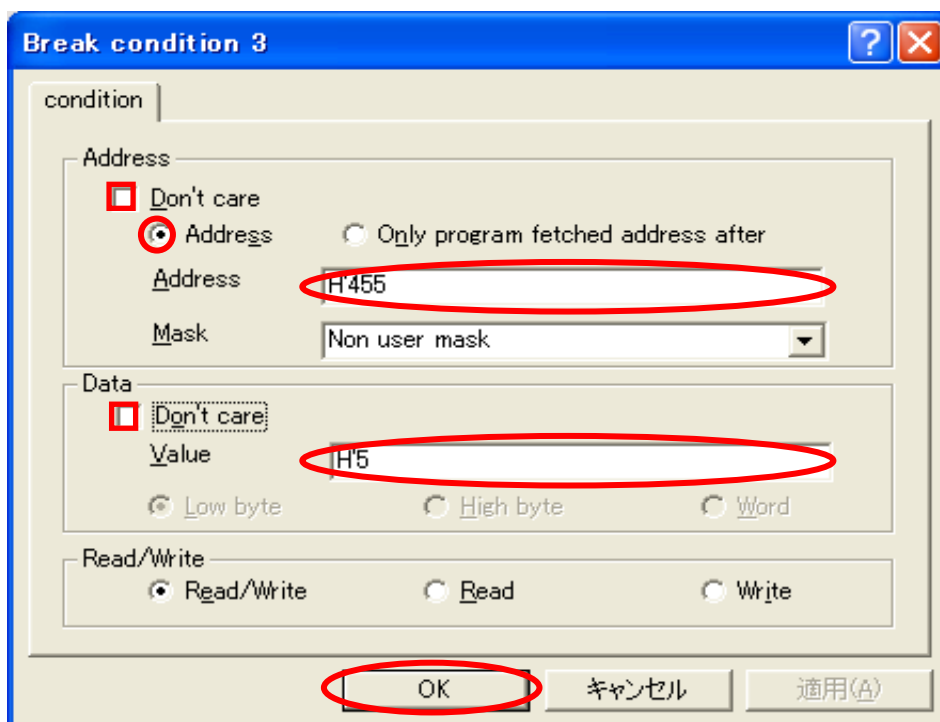 Break condition 3
condition
Address
Don't care
Address Only program fetched address after
Address H'455
Mask Non user mask
Data
Don't care
Value H'5
Low byte High byte Word
Read/Write
Read/Write Read Write
OK キャンセル 適用(A)